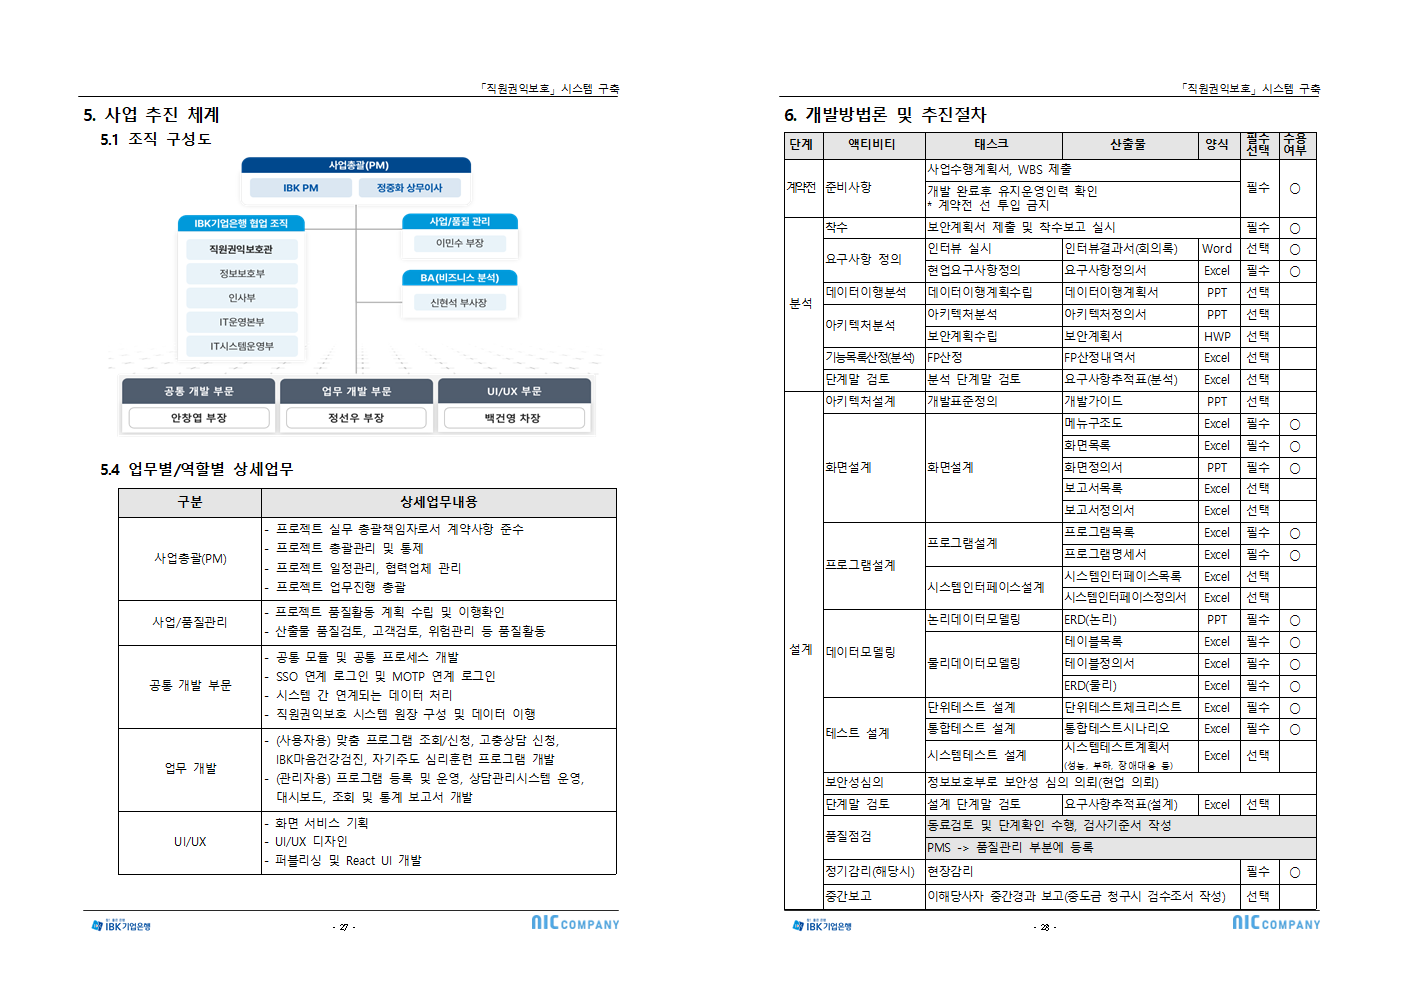 「직원권익보호」시스템 구축
5. 사업 추진 체계
5.1 조직 구성도
사업총괄(PM)
IBK PM
정중화 상무이사
IBK기업은행 협업 조직
직원권익보호관
정보보호부
인사부
IT운영본부
IT시스템운영부
사업/품질 관리
이민수 부장
BA(비즈니스 분석)
신현석 부사장
공통 개발 부문
안창엽 부장
업무 개발 부문
정선우 부장
UI/UX 부문
백건영 차장
5.4 업무별/역할별 상세업무
구분 상세업무내용
사업총괄(PM)
- 프로젝트 실무 총괄책임자로서 계약사항 준수
- 프로젝트 총괄관리 및 통제
- 프로젝트 일정관리, 협력업체 관리
- 프로젝트 업무진행 총괄
사업/품질관리
- 프로젝트 품질활동 계획 수립 및 이행확인
- 산출물 품질검토, 고객검토, 위험관리 등 품질활동
공통 개발 부문
- 공통 모듈 및 공통 프로세스 개발
- SSO 연계 로그인 및 MOTP 연계 로그인
- 시스템 간 연계되는 데이터 처리
- 직원권익보호 시스템 원장 구성 및 데이터 이행
업무 개발
- (사용자용) 맞춤 프로그램 조회/신청, 고충상담 신청,
IBK마음건강검진, 자기주도 심리훈련 프로그램 개발
- (관리자용) 프로그램 등록 및 운영, 상담관리시스템 운영,
대시보드, 조회 및 통계 보고서 개발
UI/UX
- 화면 서비스 기획
- UI/UX 디자인
- 퍼블리싱 및 React UI 개발
IBK기업은행
- 27 -
NICCOMPANY
「직원권익보호」시스템 구축
6. 개발방법론 및 추진절차
단계 액티비티 태스크 산출물 양식 필수선택 수용여부
계약전 준비사항 사업수행계획서, WBS 제출 필수 ○
개발 완료후 유지운영인력 확인
* 계약전 선 투입 금지
분석 착수 보안계획서 제출 및 착수보고 실시 필수 ○
요구사항 정의 인터뷰 실시 인터뷰결과서(회의록) Word 선택 ○
현업요구사항정의 요구사항정의서 Excel 필수 ○
데이터이행분석 데이터이행계획수립 데이터이행계획서 PPT 선택
아키텍처분석 아키텍처분석 아키텍처정의서 PPT 선택
보안계획수립 보안계획서 HWP 선택
기능목록산정(분석) FP산정 FP산정내역서 Excel 선택
단계말 검토 분석 단계말 검토 요구사항추적표(분석) Excel 선택
설계 아키텍처설계 개발표준정의 개발가이드 PPT 선택
화면설계 화면설계 메뉴구조도 Excel 필수 ○
화면목록 Excel 필수 ○
화면정의서 PPT 필수 ○
보고서목록 Excel 선택
보고서정의서 Excel 선택
프로그램설계 프로그램설계 프로그램목록 Excel 필수 ○
프로그램명세서 Excel 필수 ○
시스템인터페이스설계 시스템인터페이스목록 Excel 선택
시스템인터페이스정의서 Excel 선택
데이터모델링 논리데이터모델링 ERD(논리) PPT 필수 ○
물리데이터모델링 테이블목록 Excel 필수 ○
테이블정의서 Excel 필수 ○
ERD(물리) Excel 필수 ○
테스트 설계 단위테스트 설계 단위테스트체크리스트 Excel 필수 ○
통합테스트 설계 통합테스트시나리오 Excel 필수 ○
시스템테스트 설계 시스템테스트계획서 Excel 선택
(성능, 부하, 장애대응 등)
보안성심의 정보보호부로 보안성 심의 의뢰(현업 의뢰)
단계말 검토 설계 단계말 검토 요구사항추적표(설계) Excel 선택
품질점검 동료검토 및 단계확인 수행, 검사기준서 작성
PMS -> 품질관리 부분에 등록
정기감리(해당시) 현장감리 필수 ○
중간보고 이해당사자 중간경과 보고(중도금 청구시 검수조서 작성) 선택
IBK기업은행
- 28 -
NICCOMPANY